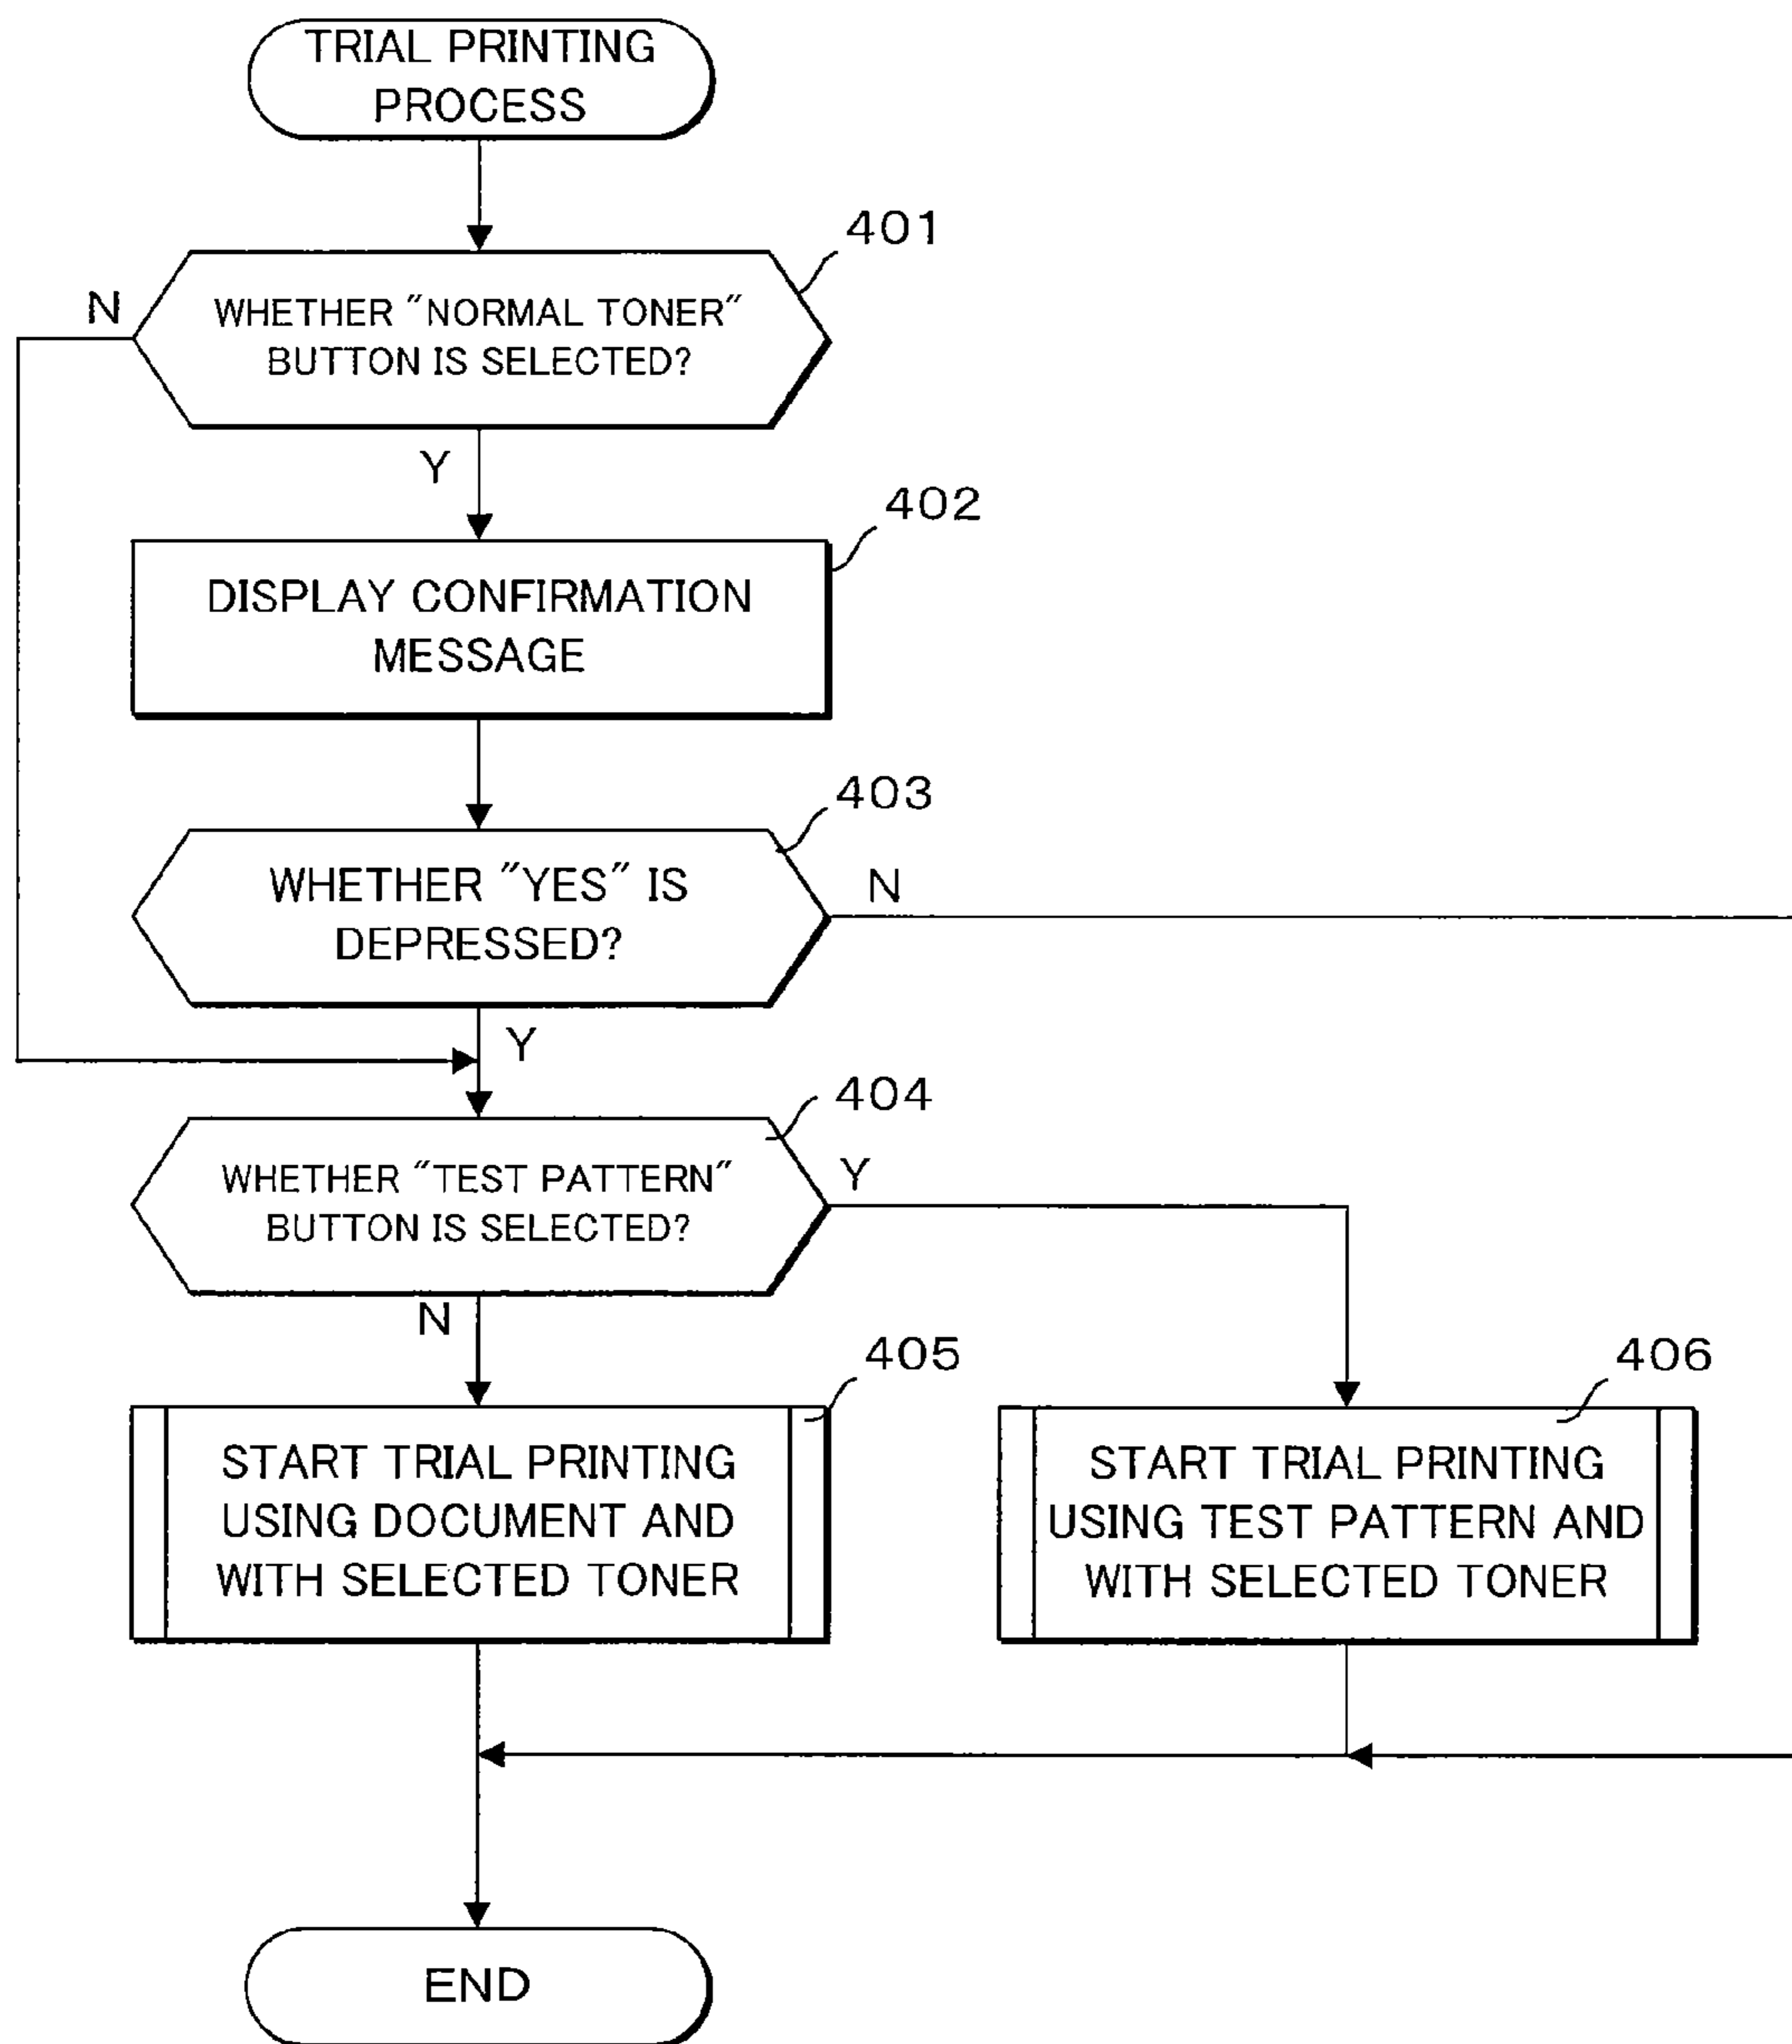 TRIAL PRINTING
PROCESS
401
N
WHETHER "NORMAL TONER"
BUTTON IS SELECTED?
Y
402
DISPLAY CONFIRMATION
MESSAGE
403
WHETHER "YES" IS
DEPRESSED?
N
Y
404
WHETHER "TEST PATTERN"
BUTTON IS SELECTED?
Y
N
405
START TRIAL PRINTING
USING DOCUMENT AND
WITH SELECTED TONER
406
START TRIAL PRINTING
USING TEST PATTERN AND
WITH SELECTED TONER
END